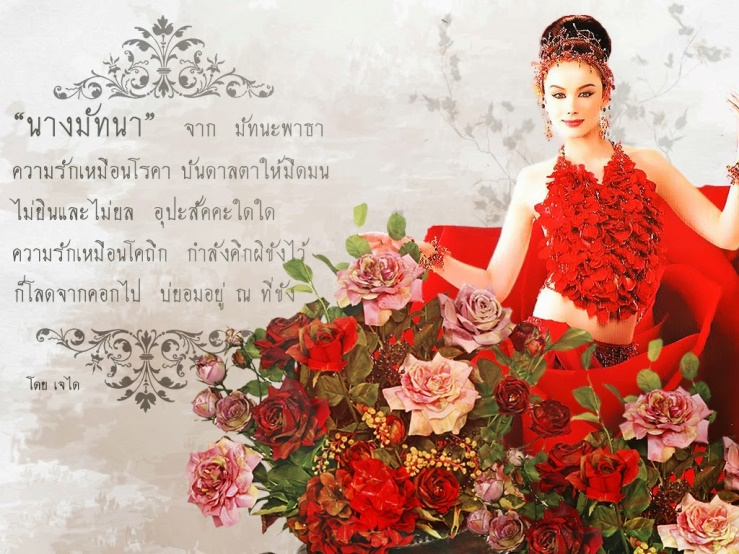 “นางมัทนา” จาก มัทนะพาธา
ความรักเหมือนโรคา บันดาลตาให้มืดมน
ไม่ยินและไม่ยล อุปะสัคคะใดใด
ความรักเหมือนโคถึก กำลังคึกผิขังไว้
ก็โลดจากคอกไป บ่ยอมอยู่ ณ ที่ขัง
โดย เจได